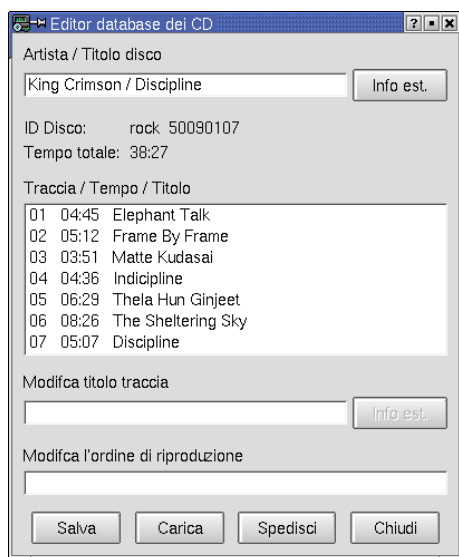 Editor database dei CD
Artista / Titolo disco
King Crimson / Discipline
Info est.
ID Disco: rock 50090107
Tempo totale: 38:27
Traccia / Tempo / Titolo
01 04:45 Elephant Talk
02 05:12 Frame By Frame
03 03:51 Matte Kudasai
04 04:36 Indicipline
05 06:29 Thela Hun Ginjeet
06 08:26 The Sheltering Sky
07 05:07 Discipline
Modifca titolo traccia
Info est.
Modifca l'ordine di riproduzione
Salva Carica Spedisci Chiudi